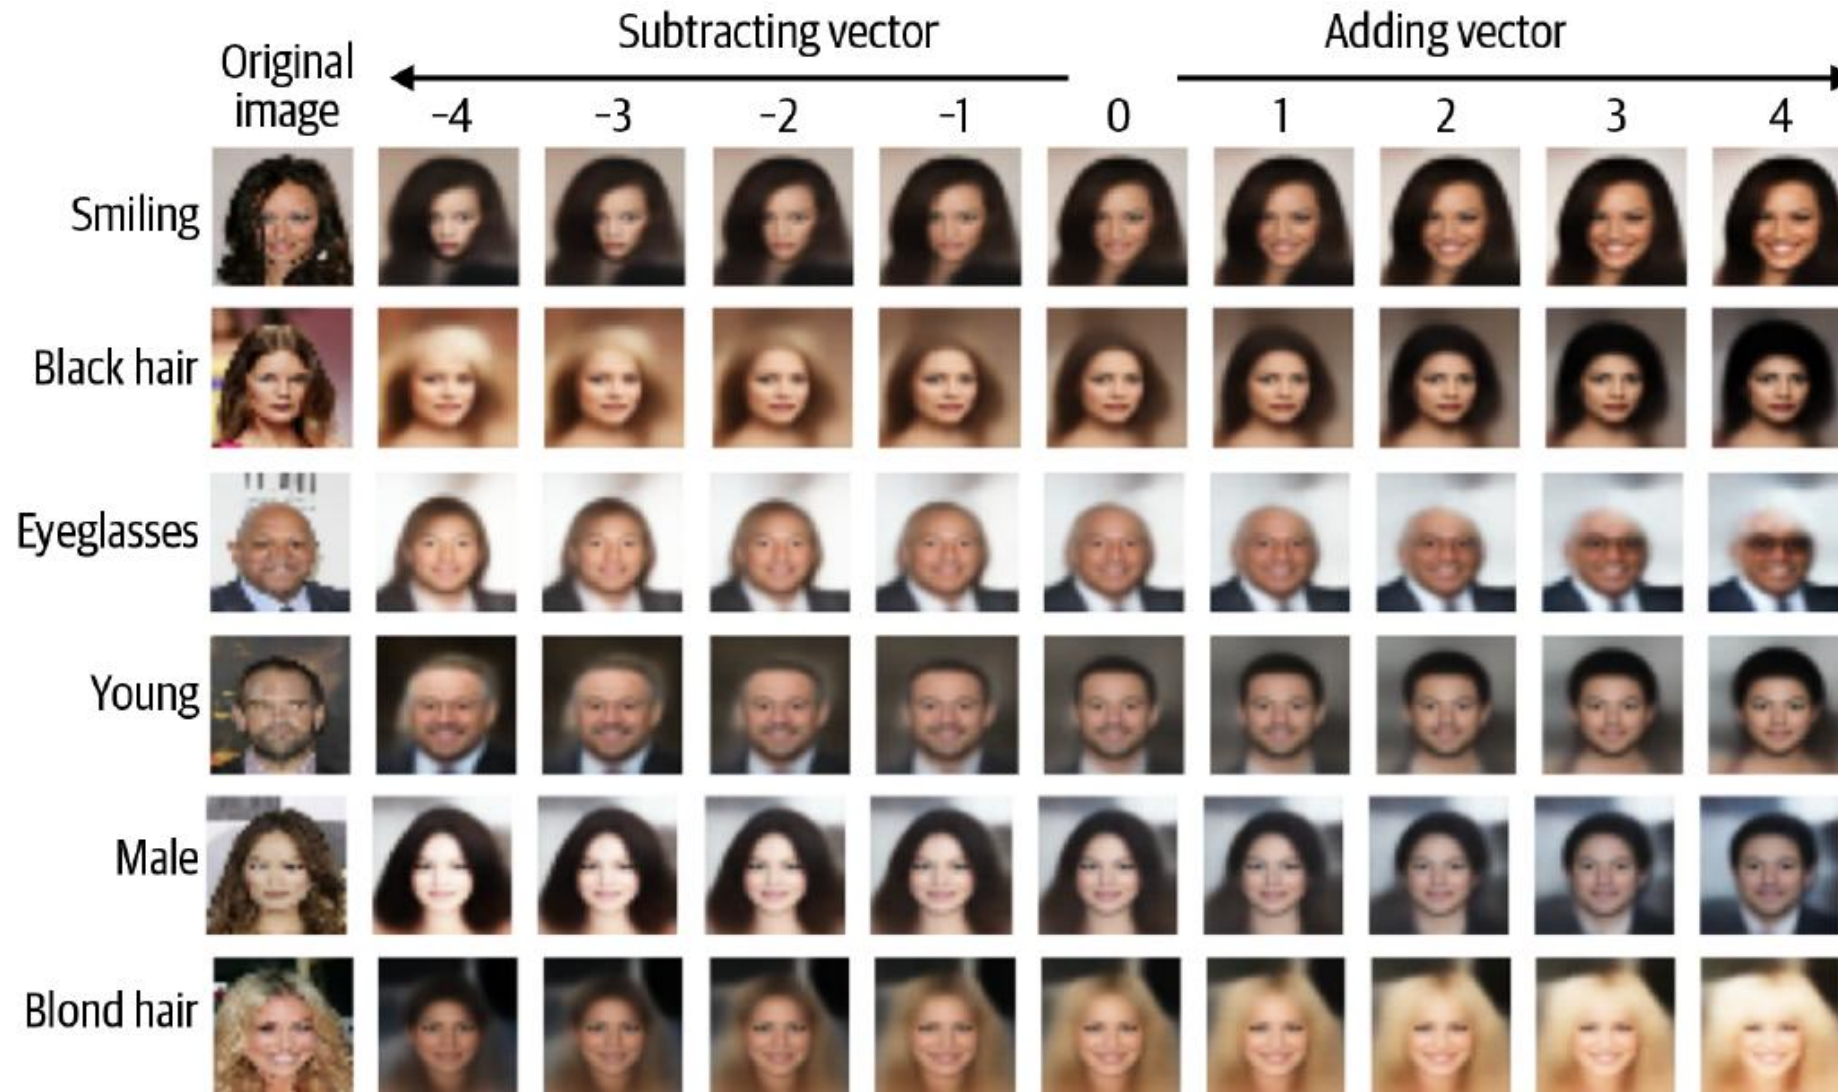 Subtracting vector
Adding vector
Original
image
−4 −3 −2 −1 0 1 2 3 4
Smiling
Black hair
Eyeglasses
Young
Male
Blond hair